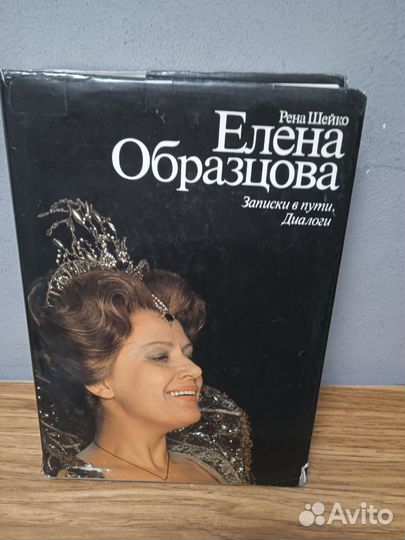 Рена Шейко
Елена
Образцова
Записки в пути,
Диалоги
Avito